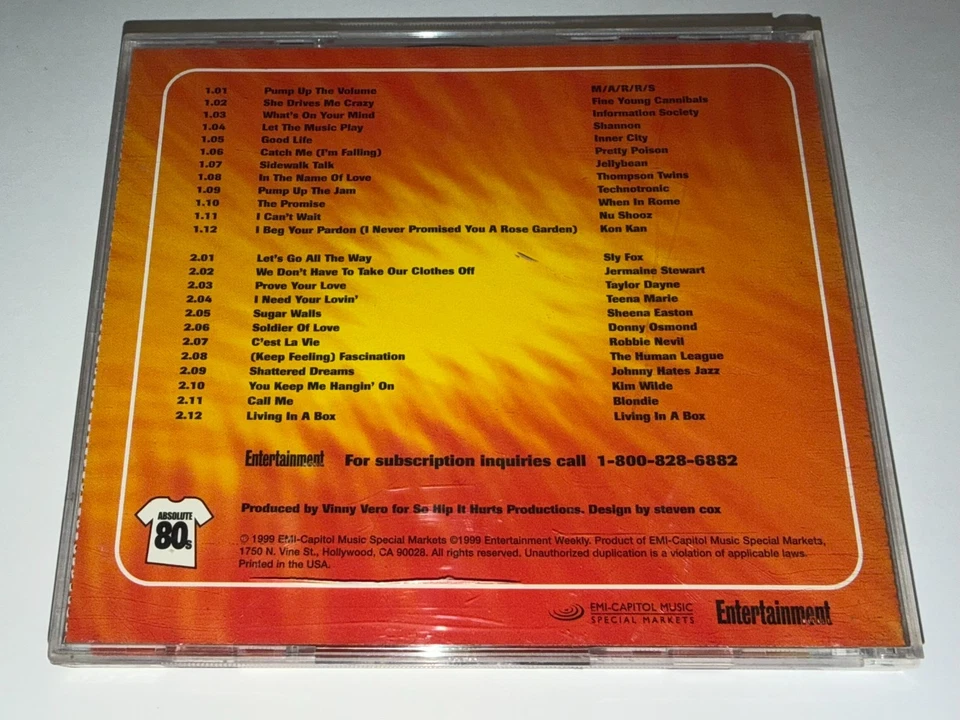 1.01 Pump Up The Volume M/A/R/R/S
1.02 She Drives Me Crazy Fine Young Cannibals
1.03 What's On Your Mind Information Society
1.04 Let The Music Play Shannon
1.05 Good Life Inner City
1.06 Catch Me (I'm Falling) Pretty Poison
1.07 Sidewalk Talk Jellybean
1.08 In The Name Of Love Thompson Twins
1.09 Pump Up The Jam Technotronic
1.10 The Promise When In Rome
1.11 I Can't Wait Nu Shooz
1.12 I Beg Your Pardon (I Never Promised You A Rose Garden) Kon Kan
2.01 Let's Go All The Way Sly Fox
2.02 We Don't Have To Take Our Clothes Off Jermaine Stewart
2.03 Prove Your Love Taylor Dayne
2.04 I Need Your Lovin' Teena Marie
2.05 Sugar Walls Sheena Easton
2.06 Soldier Of Love Donny Osmond
2.07 C'est La Vie Robbie Nevil
2.08 (Keep Feeling) Fascination The Human League
2.09 Shattered Dreams Johnny Hates Jazz
2.10 You Keep Me Hangin' On Kim Wilde
2.11 Call Me Blondie
2.12 Living In A Box Living In A Box
Entertainment For subscription inquiries call 1-800-828-6882
ABSOLUTE
80s
Produced by Vinny Vero for So Hip It Hurts Productions. Design by steven cox
℗ 1999 EMI-Capitol Music Special Markets ©1999 Entertainment Weekly. Product of EMI-Capitol Music Special Markets,
1750 N. Vine St., Hollywood, CA 90028. All rights reserved. Unauthorized duplication is a violation of applicable laws.
Printed in the USA.
EMI-CAPITOL MUSIC
SPECIAL MARKETS
Entertainment